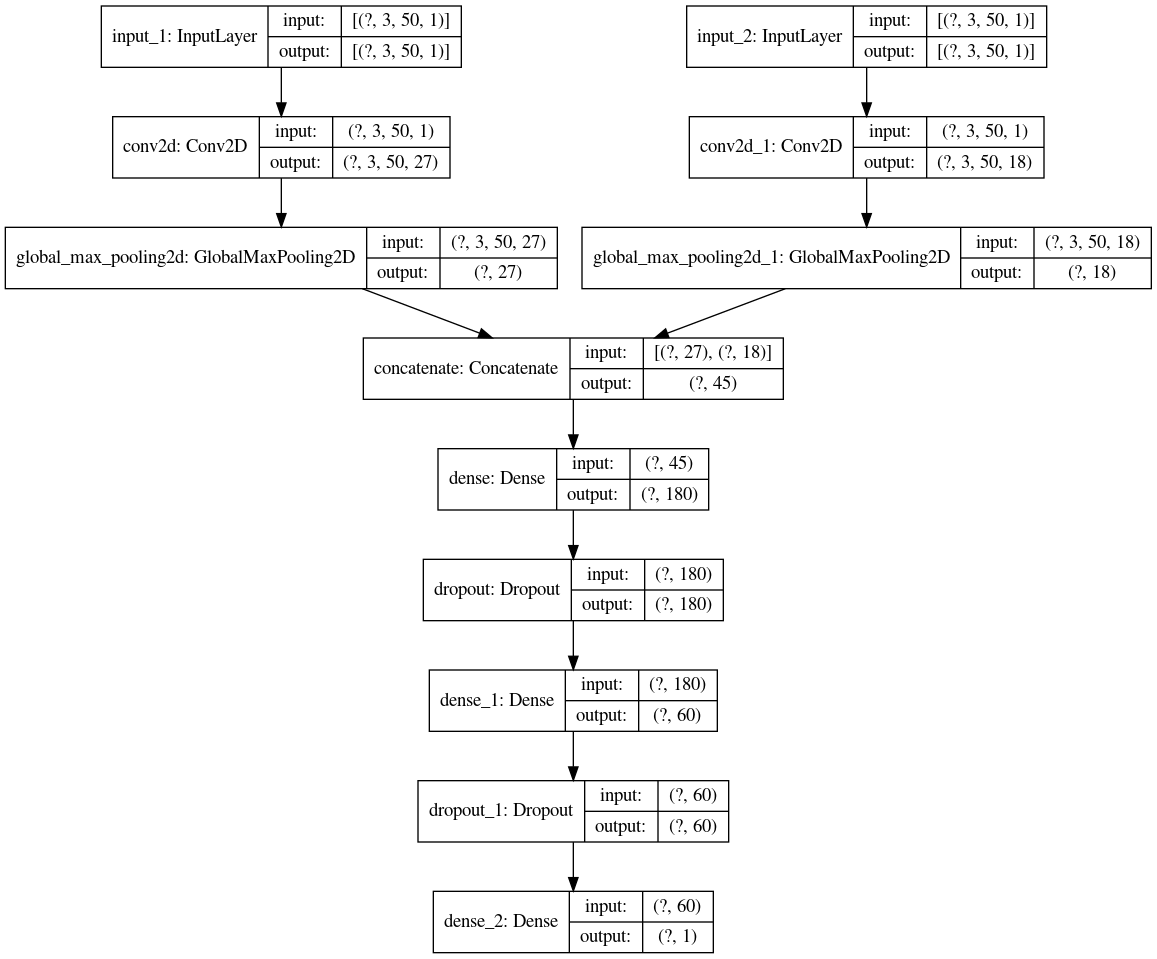 input_1: InputLayer
input: [(?, 3, 50, 1)]
output: [(?, 3, 50, 1)]
input_2: InputLayer
input: [(?, 3, 50, 1)]
output: [(?, 3, 50, 1)]
conv2d: Conv2D
input: (?, 3, 50, 1)
output: (?, 3, 50, 27)
conv2d_1: Conv2D
input: (?, 3, 50, 1)
output: (?, 3, 50, 18)
global_max_pooling2d: GlobalMaxPooling2D
input: (?, 3, 50, 27)
output: (?, 27)
global_max_pooling2d_1: GlobalMaxPooling2D
input: (?, 3, 50, 18)
output: (?, 18)
concatenate: Concatenate
input: [(?, 27), (?, 18)]
output: (?, 45)
dense: Dense
input: (?, 45)
output: (?, 180)
dropout: Dropout
input: (?, 180)
output: (?, 180)
dense_1: Dense
input: (?, 180)
output: (?, 60)
dropout_1: Dropout
input: (?, 60)
output: (?, 60)
dense_2: Dense
input: (?, 60)
output: (?, 1)